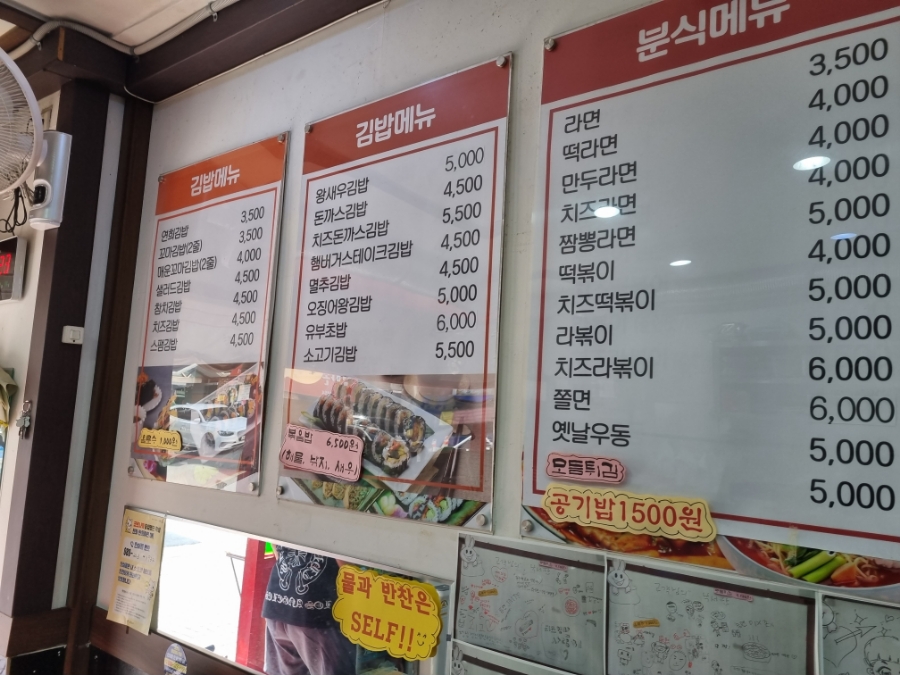 김밥메뉴
연화김밥 3,500
꼬마김밥(2줄) 3,500
매운꼬마김밥(2줄) 4,000
샐러드김밥 4,500
참치김밥 4,500
치즈김밥 4,500
스팸김밥 4,500
김밥메뉴
왕새우김밥 5,000
돈까스김밥 4,500
치즈돈까스김밥 5,500
햄버거스테이크김밥 4,500
멸추김밥 4,500
오징어왕김밥 5,000
유부초밥 6,000
소고기김밥 5,500
볶음밥 6,500원
(해물, 낙지, 새우)
분식메뉴
라면 3,500
떡라면 4,000
만두라면 4,000
치즈라면 4,000
짬뽕라면 5,000
떡볶이 4,000
치즈떡볶이 5,000
라볶이 5,000
치즈라볶이 6,000
쫄면 6,000
옛날우동 5,000
모듬튀김 5,000
공기밥1500원
물과 반찬은
SELF!!